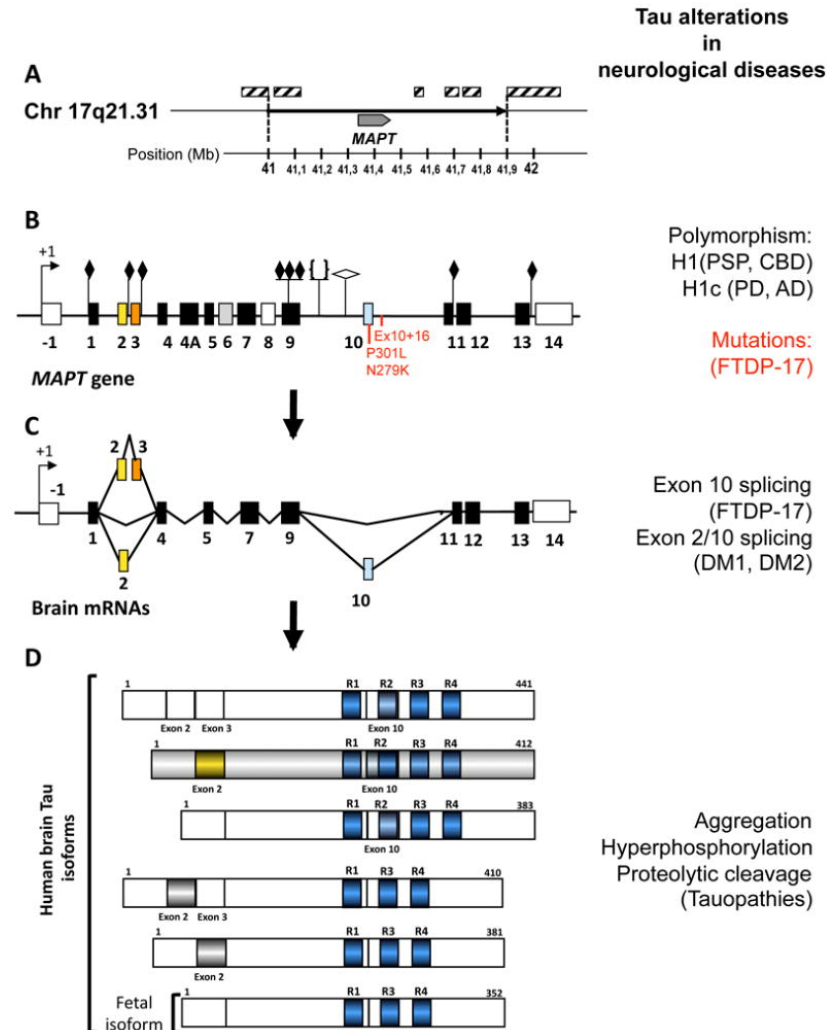 Tau alterations
in
neurological diseases
A
Chr 17q21.31
MAPT
Position (Mb)
41 41,1 41,2 41,3 41,4 41,5 41,6 41,7 41,8 41,9 42
B
+1
{ }
-1 1 2 3 4 4A 5 6 7 8 9 10 11 12 13 14
Ex10+16
P301L
N279K
MAPT gene
Polymorphism:
H1(PSP, CBD)
H1c (PD, AD)
Mutations:
(FTDP-17)
C
2 3
+1
-1
1 4 5 7 9 11 12 13 14
2
10
Brain mRNAs
Exon 10 splicing
(FTDP-17)
Exon 2/10 splicing
(DM1, DM2)
D
Human brain Tau
isoforms
1 R1 R2 R3 R4 441
Exon 2 Exon 3 Exon 10
1 R1 R2 R3 R4 412
Exon 2 Exon 10
1 R1 R2 R3 R4 383
Exon 10
1 R1 R3 R4 410
Exon 2 Exon 3
1 R1 R3 R4 381
Exon 2
Fetal
isoform
1 R1 R3 R4 352
Aggregation
Hyperphosphorylation
Proteolytic cleavage
(Tauopathies)